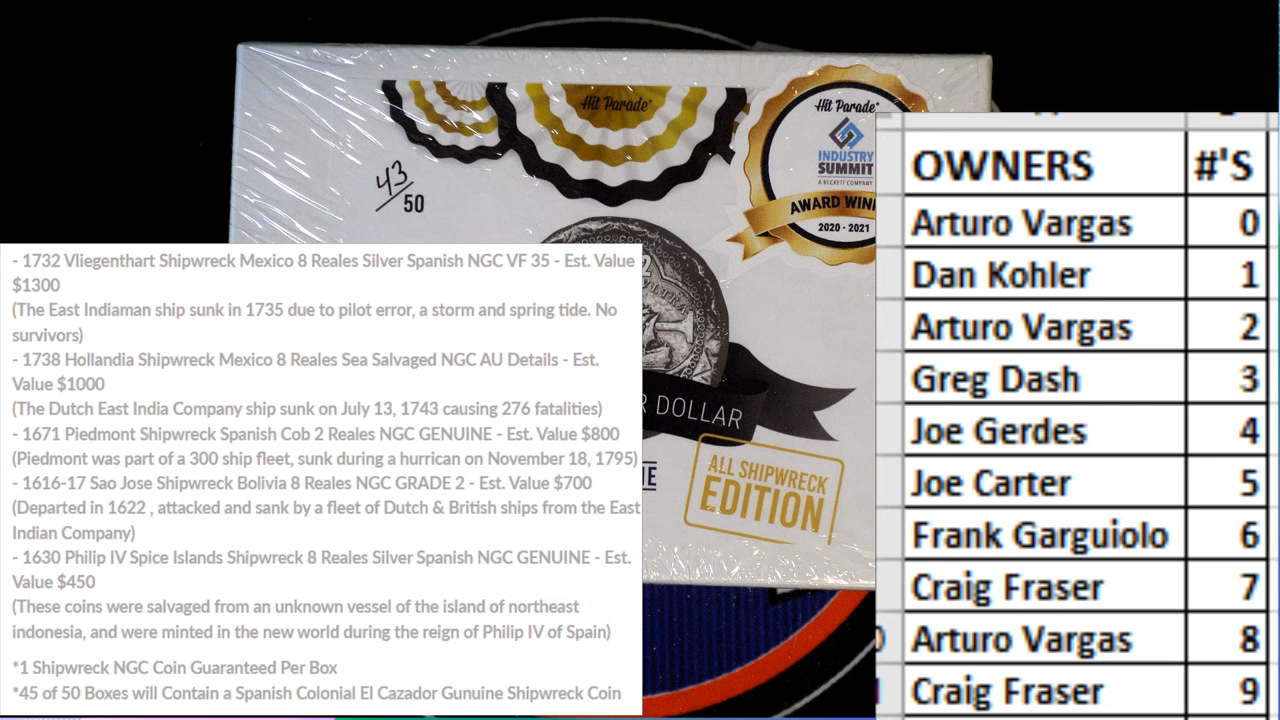 Hit Parade
Hit Parade
INDUSTRY
SUMMIT
A BECKETT COMPANY
43
50
2020 - 2021
DOLLAR
ALL SHIPWRECK
EDITION
- 1732 Vliegenthart Shipwreck Mexico 8 Reales Silver Spanish NGC VF 35 - Est. Value
$1300
(The East Indiaman ship sunk in 1735 due to pilot error, a storm and spring tide. No
survivors)
- 1738 Hollandia Shipwreck Mexico 8 Reales Sea Salvaged NGC AU Details - Est.
Value $1000
(The Dutch East India Company ship sunk on July 13, 1743 causing 276 fatalities)
- 1671 Piedmont Shipwreck Spanish Cob 2 Reales NGC GENUINE - Est. Value $800
(Piedmont was part of a 300 ship fleet, sunk during a hurrican on November 18, 1795)
- 1616-17 Sao Jose Shipwreck Bolivia 8 Reales NGC GRADE 2 - Est. Value $700
(Departed in 1622 , attacked and sank by a fleet of Dutch & British ships from the East
Indian Company)
- 1630 Philip IV Spice Islands Shipwreck 8 Reales Silver Spanish NGC GENUINE - Est.
Value $450
(These coins were salvaged from an unknown vessel of the island of northeast
indonesia, and were minted in the new world during the reign of Philip IV of Spain)
*1 Shipwreck NGC Coin Guaranteed Per Box
*45 of 50 Boxes will Contain a Spanish Colonial El Cazador Gunuine Shipwreck Coin
OWNERS #'S
Arturo Vargas 0
Dan Kohler 1
Arturo Vargas 2
Greg Dash 3
Joe Gerdes 4
Joe Carter 5
Frank Garguiolo 6
Craig Fraser 7
Arturo Vargas 8
Craig Fraser 9
AWARD